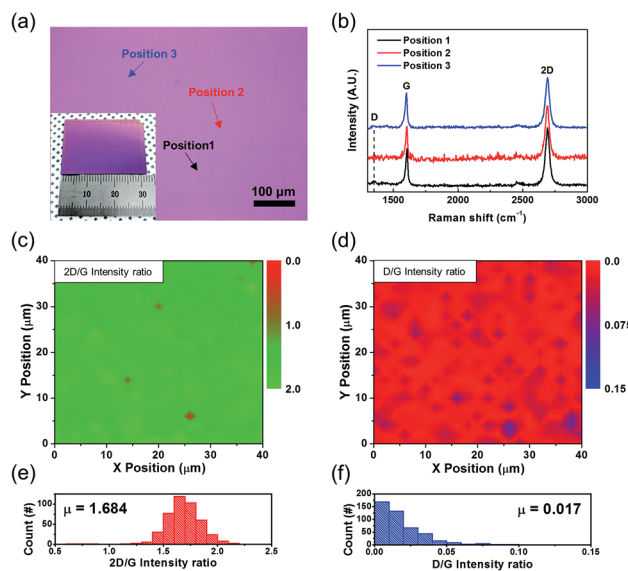 (a)
Position 3
Position 2
Position1
100 μm
10 20 30
(b)
Position 1
Position 2
Position 3
D
G
2D
Intensity (A.U.)
1500 2000 2500 3000
Raman shift (cm-1)
(c)
2D/G Intensity ratio
Y Position (μm)
40
30
20
10
0
0 10 20 30 40
X Position (μm)
0.0
1.0
2.0
(d)
D/G Intensity ratio
Y Position (μm)
40
30
20
10
0
0 10 20 30 40
X Position (μm)
0.0
0.075
0.15
(e)
μ = 1.684
Count (#)
100
50
0
0.5 1.0 1.5 2.0 2.5
2D/G Intensity ratio
(f)
μ = 0.017
Count (#)
200
150
100
50
0
0.00 0.05 0.10 0.15
D/G Intensity ratio